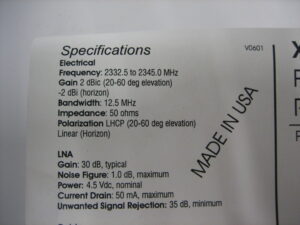 Specifications
V0601
Electrical
Frequency: 2332.5 to 2345.0 MHz
Gain 2 dBic (20-60 deg elevation)
-2 dBi (horizon)
Bandwidth: 12.5 MHz
Impedance: 50 ohms
Polarization LHCP (20-60 deg elevation)
Linear (Horizon)
MADE IN USA
LNA
Gain: 30 dB, typical
Noise Figure: 1.0 dB, maximum
Power: 4.5 Vdc, nominal
Current Drain: 50 mA, maximum
Unwanted Signal Rejection: 35 dB, minimum